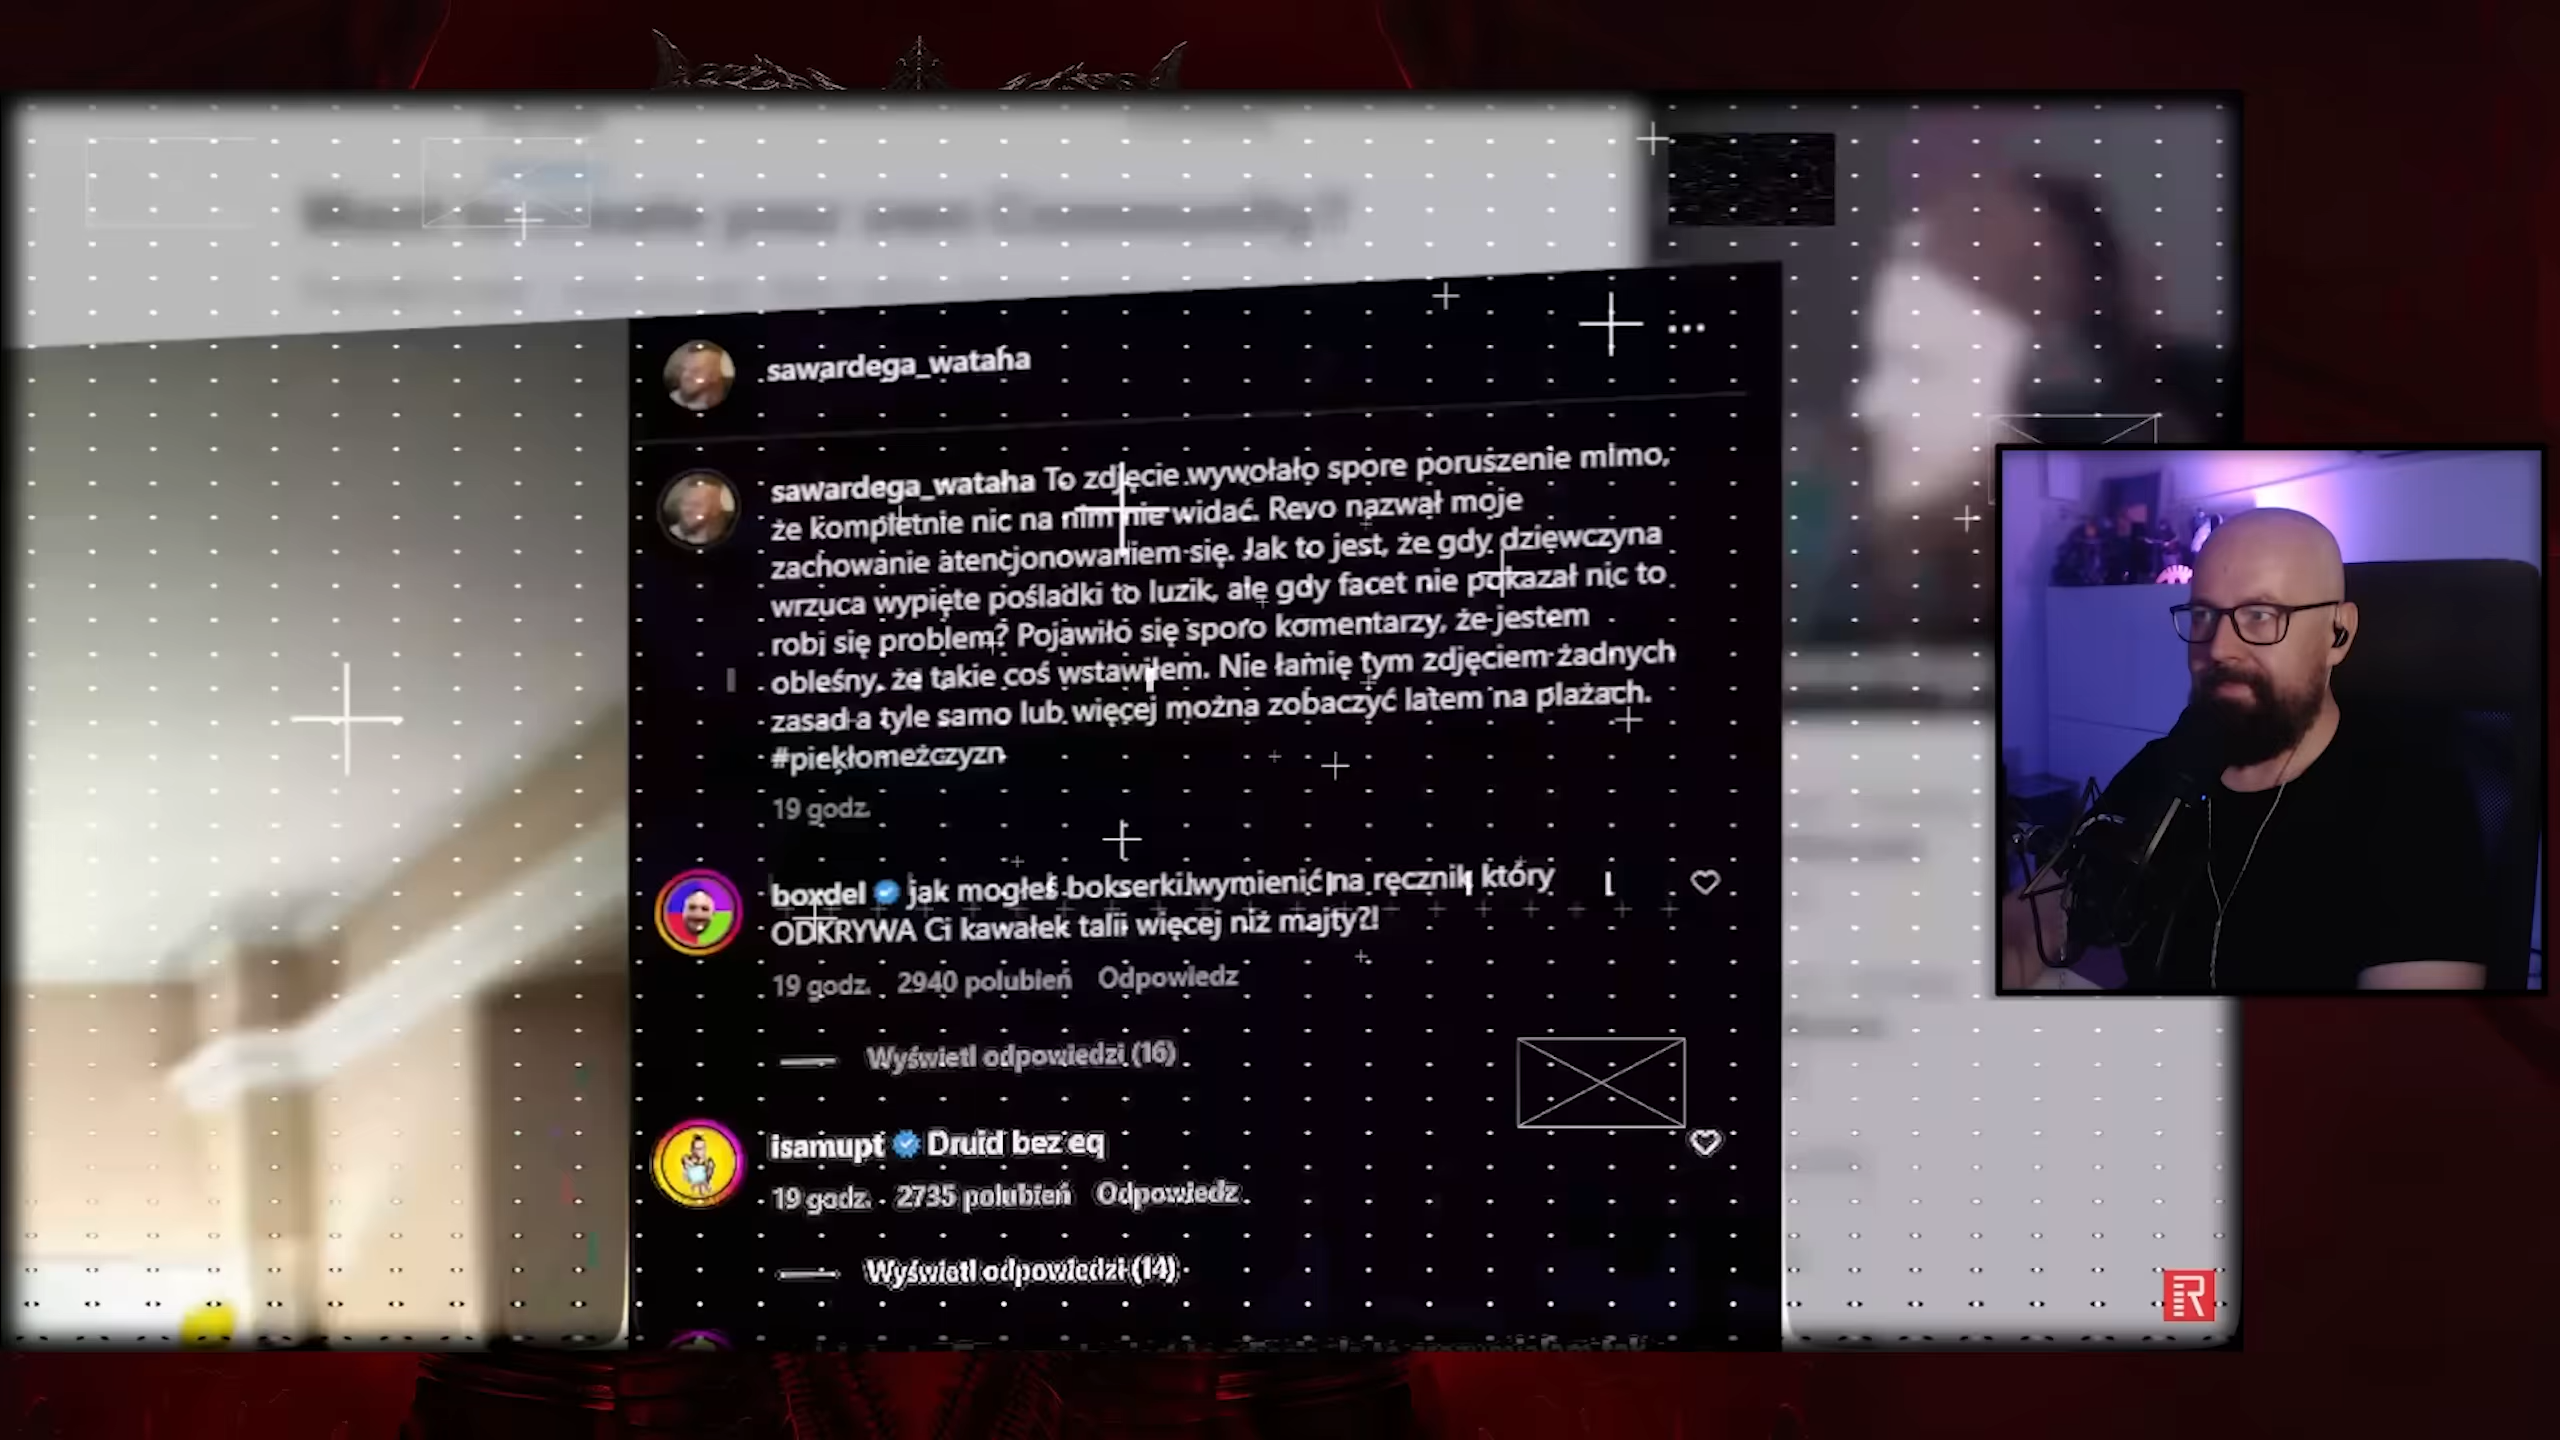 sawardega_wataha
sawardega_wataha To zdjęcie wywołało spore poruszenie mimo,
że kompletnie nic na nim nie widać. Revo nazwał moje
zachowanie atencjonowaniem się. Jak to jest, że gdy dziewczyna
wrzuca wypięte pośladki to luzik, ale gdy facet nie pokazał nic to
robi się problem? Pojawiło się sporo komentarzy, że jestem
obleśny, że takie coś wstawiłem. Nie łamię tym zdjęciem żadnych
zasad a tyle samo lub więcej można zobaczyć latem na plażach.
#piekłomężczyzn
19 godz.
boxdel jak mogłeś bokserki wymienić na ręcznik który
ODKRYWA Ci kawałek talii więcej niż majty?!
19 godz. 2940 polubień Odpowiedz
Wyświetl odpowiedzi (16)
isamupt Druid bez eq
19 godz. 2735 polubień Odpowiedz
Wyświetl odpowiedzi (14)
R